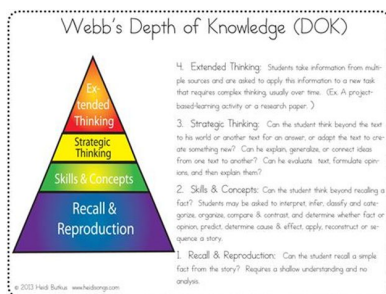 Webb's Depth of Knowledge (DOK)
Ex-
tended
Thinking
Strategic
Thinking
Skills & Concepts
Recall &
Reproduction
4. Extended Thinking: Students take information from multi-
ple sources and are asked to apply this information to a new task
that requires complex thinking, usually over time. (Ex. A project-
based-learning activity or a research paper. )
3. Strategic Thinking: Can the student think beyond the text
to his world or another text for an answer, or adapt the text to cre-
ate something new? Can he explain, generalize, or connect ideas
from one text to another? Can he evaluate text, formulate opin-
ions, and then explain them?
2. Skills & Concepts: Can the student think beyond recalling a
fact? Students may be asked to interpret, infer, classify and cate-
gorize, organize, compare & contrast, and determine whether fact or
opinion, predict, determine cause & effect, apply, reconstruct or se-
quence a story.
1. Recall & Reproduction: Can the student recall a simple
fact from the story? Requires a shallow understanding and no
analysis.
© 2013 Heidi Butkus www.heidisongs.com